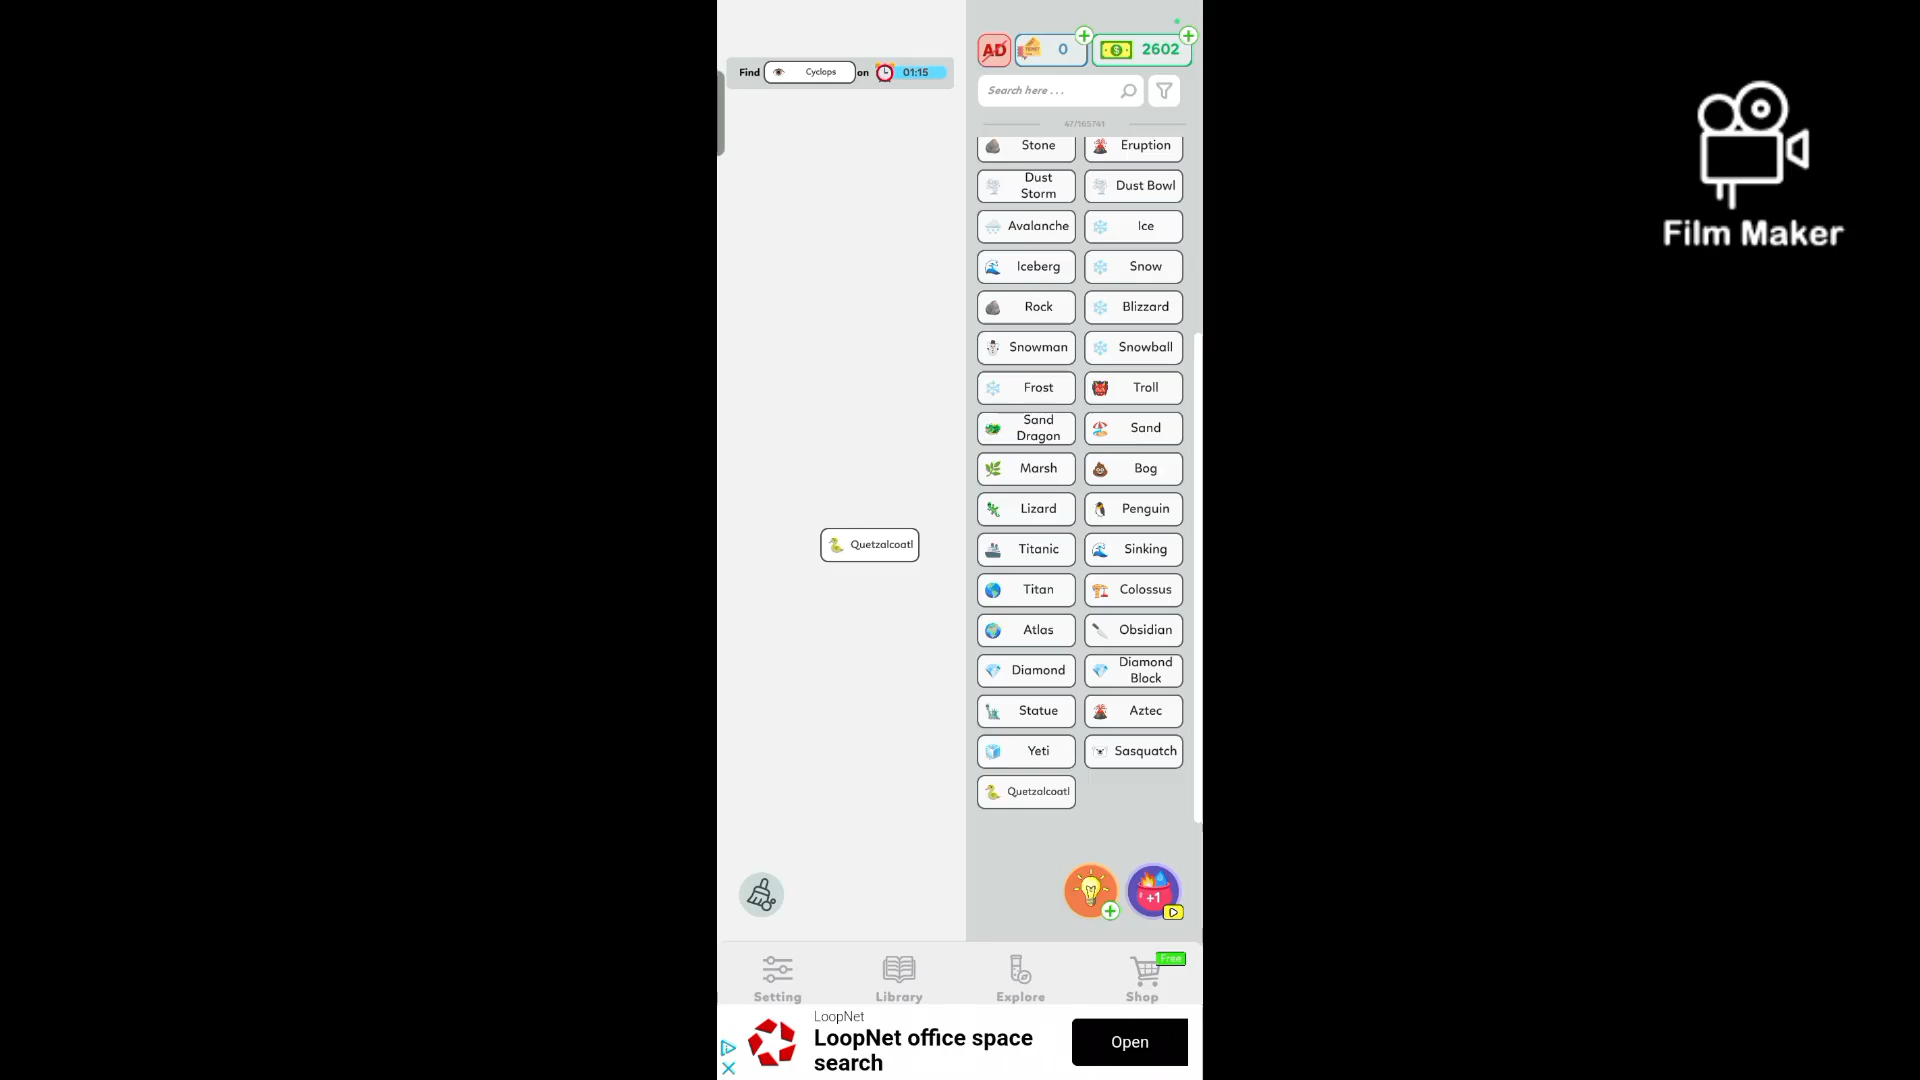 Find Cyclops on 01:15
AD 0 2602
Search here . . .
47/165741
Stone Eruption
Dust Storm Dust Bowl
Avalanche Ice
Iceberg Snow
Rock Blizzard
Snowman Snowball
Frost Troll
Sand Dragon Sand
Marsh Bog
Lizard Penguin
Titanic Sinking
Titan Colossus
Atlas Obsidian
Diamond Diamond Block
Statue Aztec
Yeti Sasquatch
Quetzalcoatl
Quetzalcoatl
+1
Free
Setting Library Explore Shop
LoopNet
LoopNet office space
search
Open
Film Maker